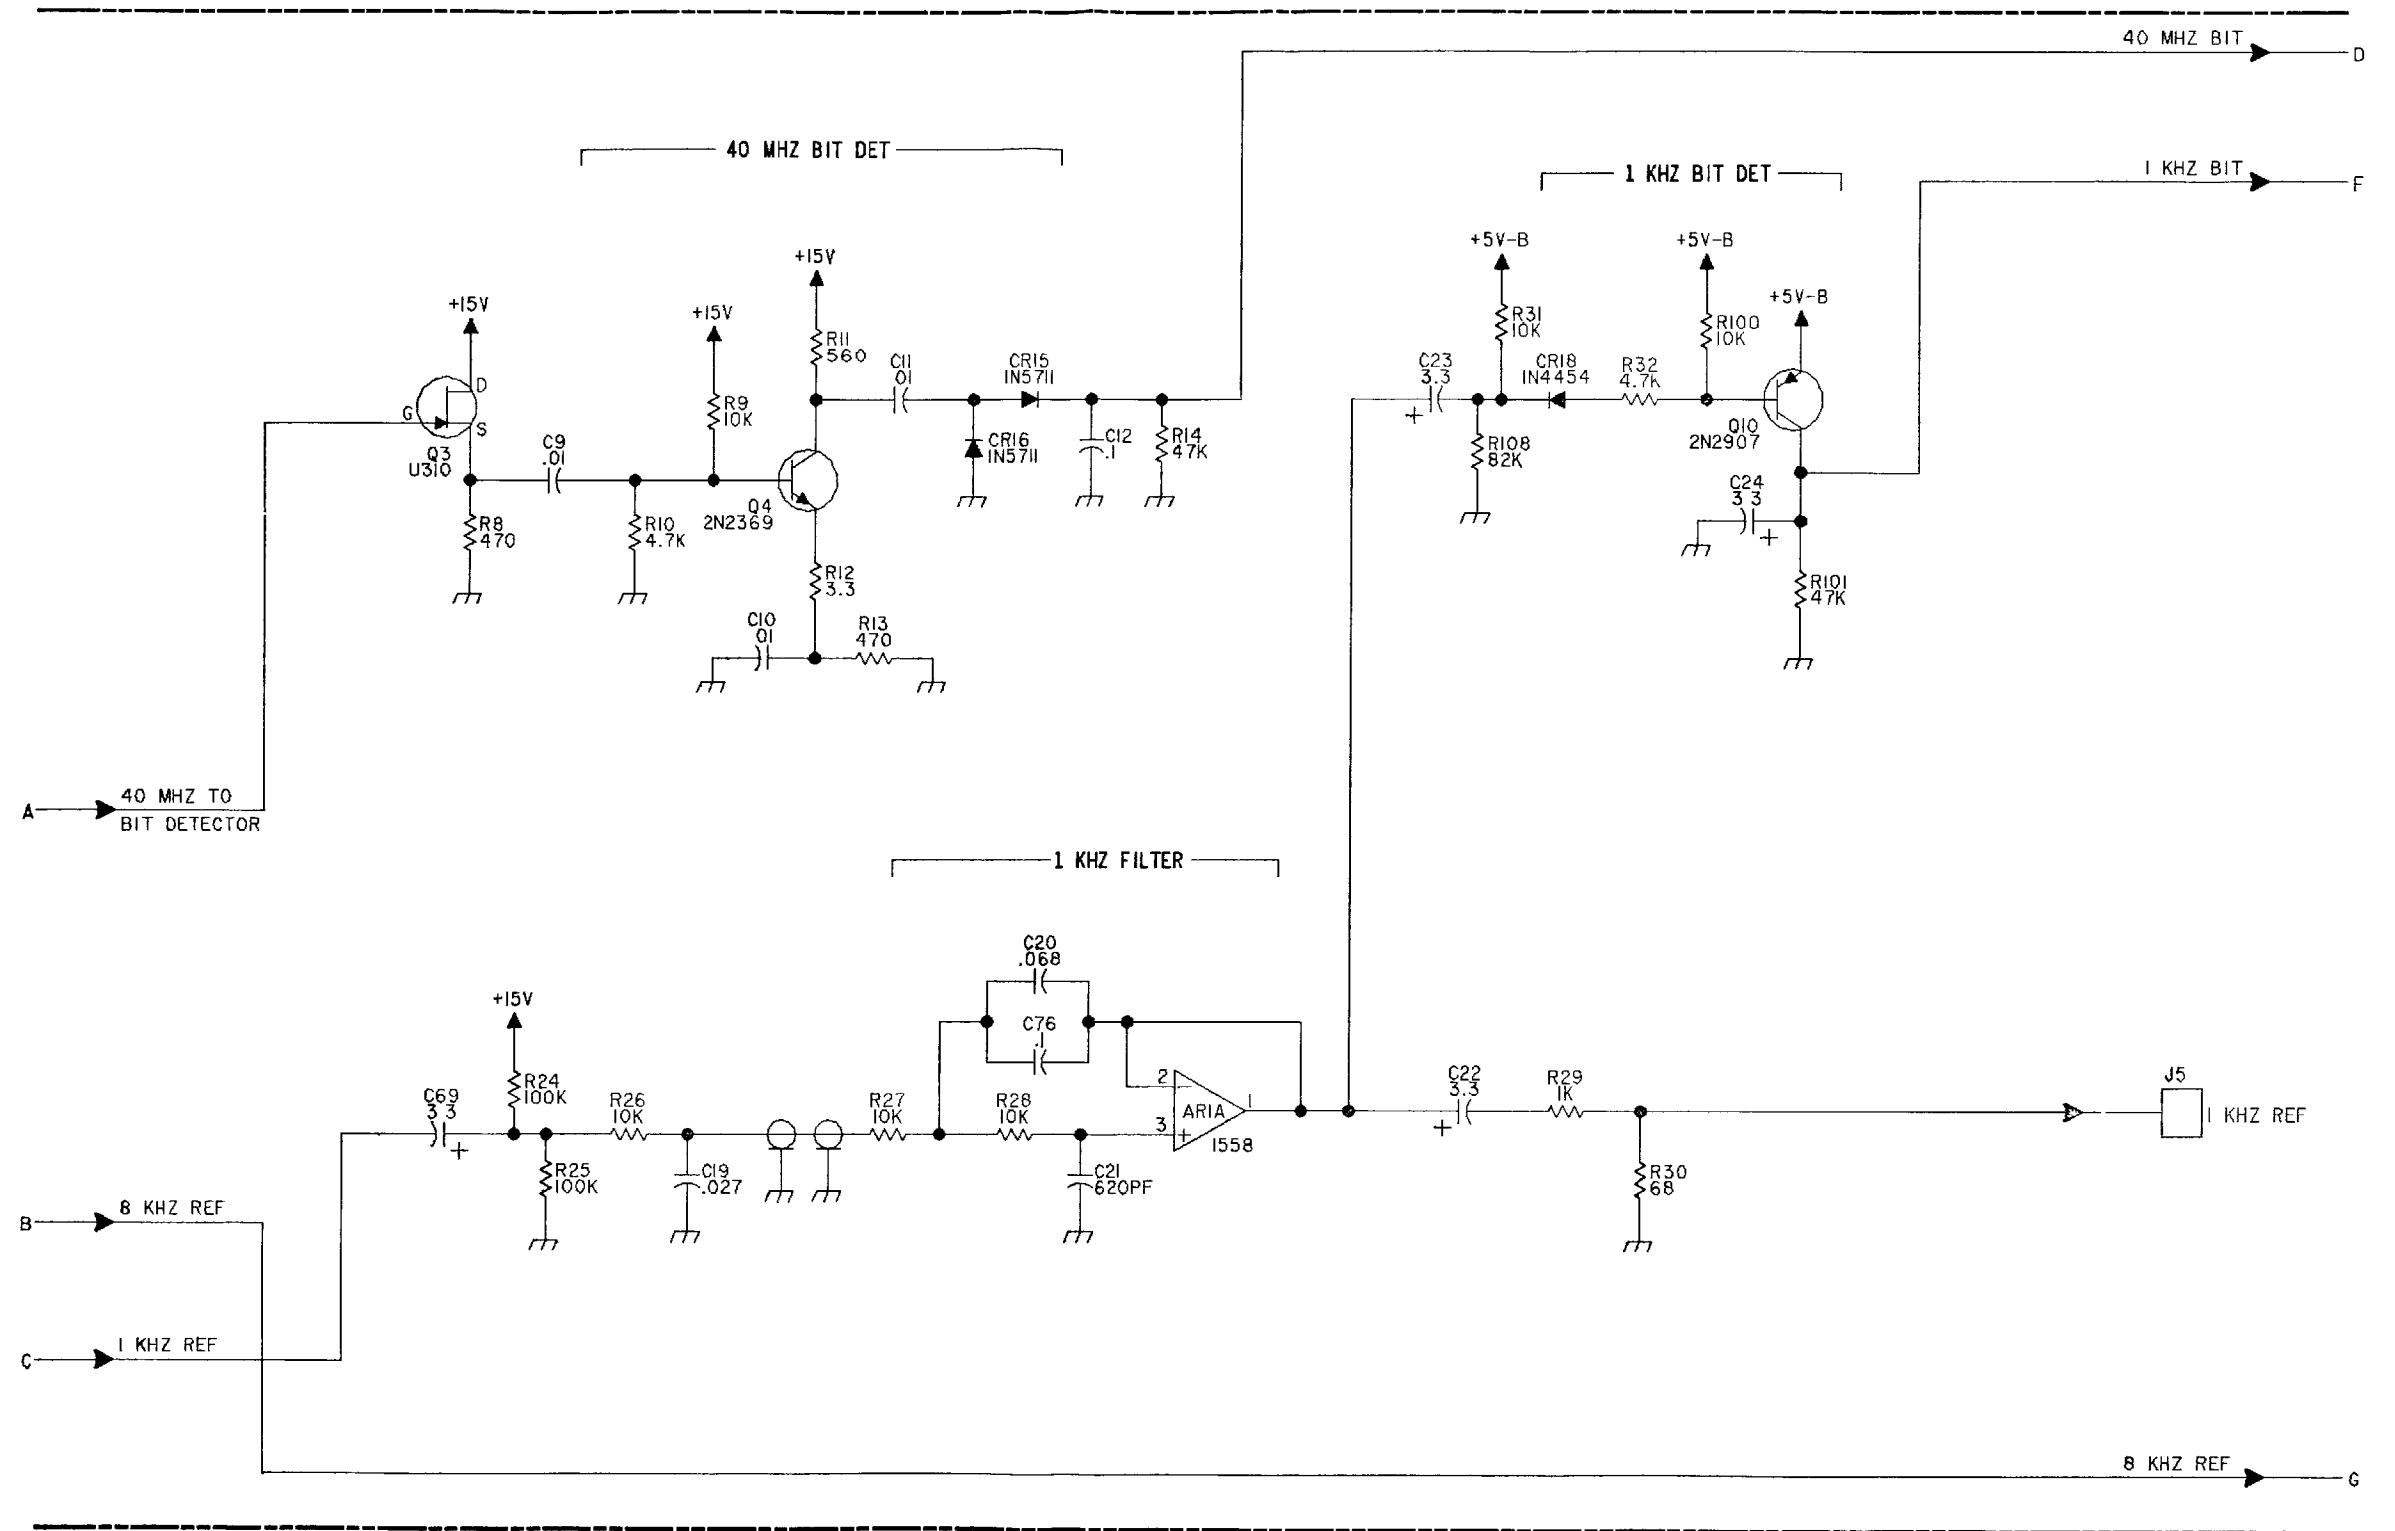 40 MHZ BIT
D
40 MHZ BIT DET
1 KHZ BIT DET
1 KHZ BIT
F
+15V
D
G
S
Q3
U310
R8
470
C9
.01
R10
4.7K
+15V
R9
10K
Q4
2N2369
+15V
R11
560
R12
3.3
C10
01
R13
470
C11
01
CR15
1N5711
CR16
1N5711
C12
.1
R14
47K
+5V-B
R31
10K
C23
3.3
+
R108
82K
CR18
1N4454
R32
4.7K
+5V-B
R100
10K
+5V-B
Q10
2N2907
C24
3 3
+
R101
47K
A
40 MHZ TO
BIT DETECTOR
1 KHZ FILTER
C20
.068
C76
.1
+15V
R24
100K
C69
3 3
+
R25
100K
R26
10K
C19
.027
R27
10K
R28
10K
C21
620PF
2
-
3
+
AR1A
1
1558
C22
3.3
+
R29
1K
R30
68
J5
1 KHZ REF
B
8 KHZ REF
C
1 KHZ REF
8 KHZ REF
G